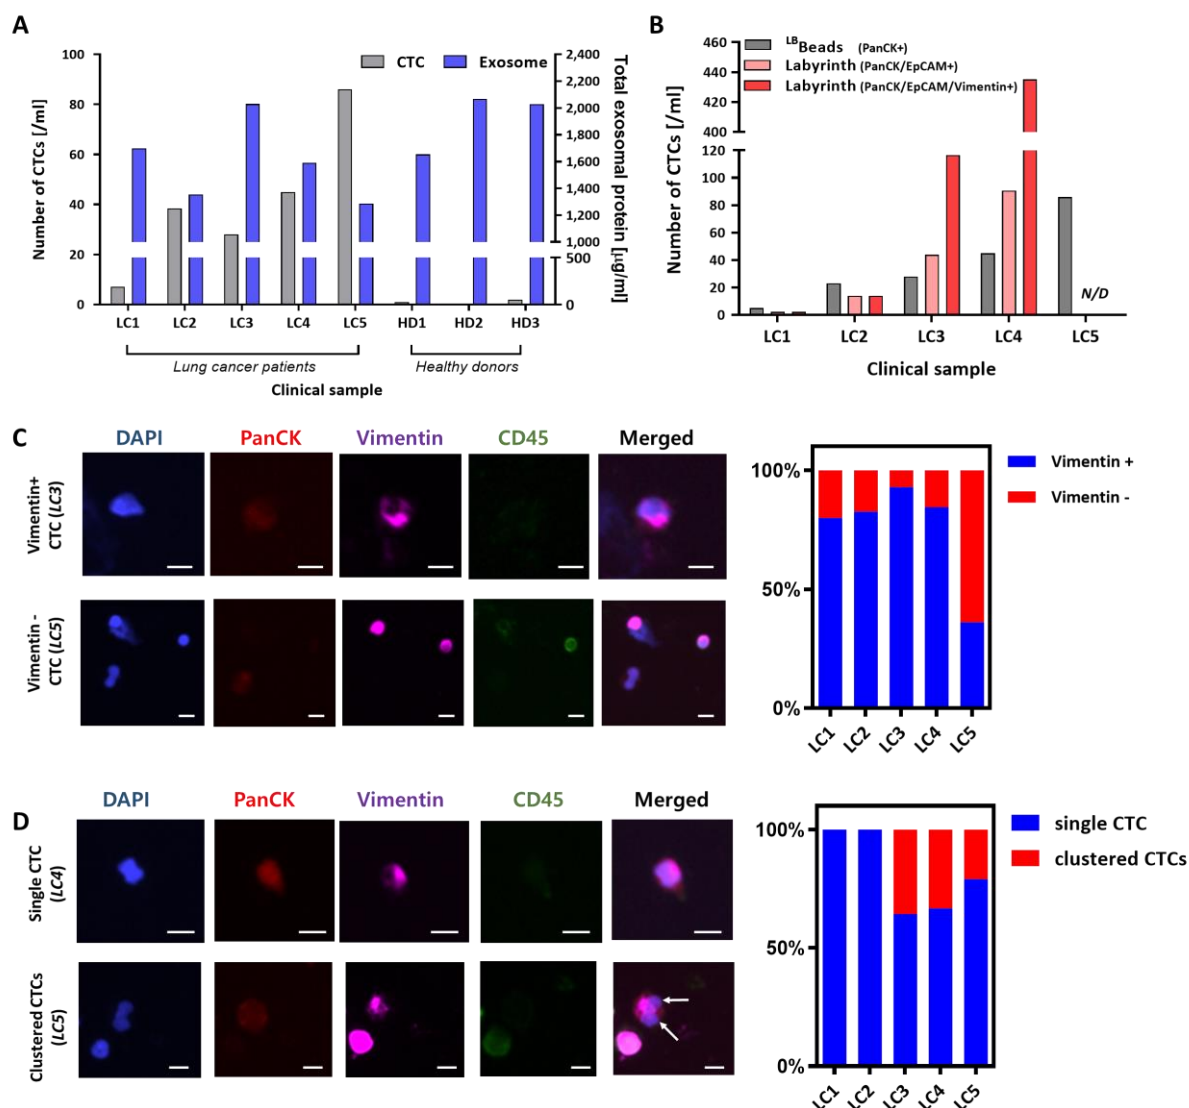 A
CTC Exosome
Number of CTCs [/ml]
100
80
60
40
20
0
2,400
2,200
2,000
1,800
1,600
1,400
1,200
1,000
500
0
Total exosomal protein [µg/ml]
LC1 LC2 LC3 LC4 LC5 HD1 HD2 HD3
Lung cancer patients Healthy donors
Clinical sample
B
LBBeads (PanCK+)
Labyrinth (PanCK/EpCAM+)
Labyrinth (PanCK/EpCAM/Vimentin+)
Number of CTCs [/ml]
460
440
420
400
120
100
80
60
40
20
0
N/D
LC1 LC2 LC3 LC4 LC5
Clinical sample
C
DAPI PanCK Vimentin CD45 Merged
Vimentin+
CTC (LC3)
Vimentin -
CTC (LC5)
100%
50%
0%
LC1 LC2 LC3 LC4 LC5
Vimentin +
Vimentin -
D
DAPI PanCK Vimentin CD45 Merged
Single CTC
(LC4)
Clustered CTCs
(LC5)
100%
50%
0%
LC1 LC2 LC3 LC4 LC5
single CTC
clustered CTCs